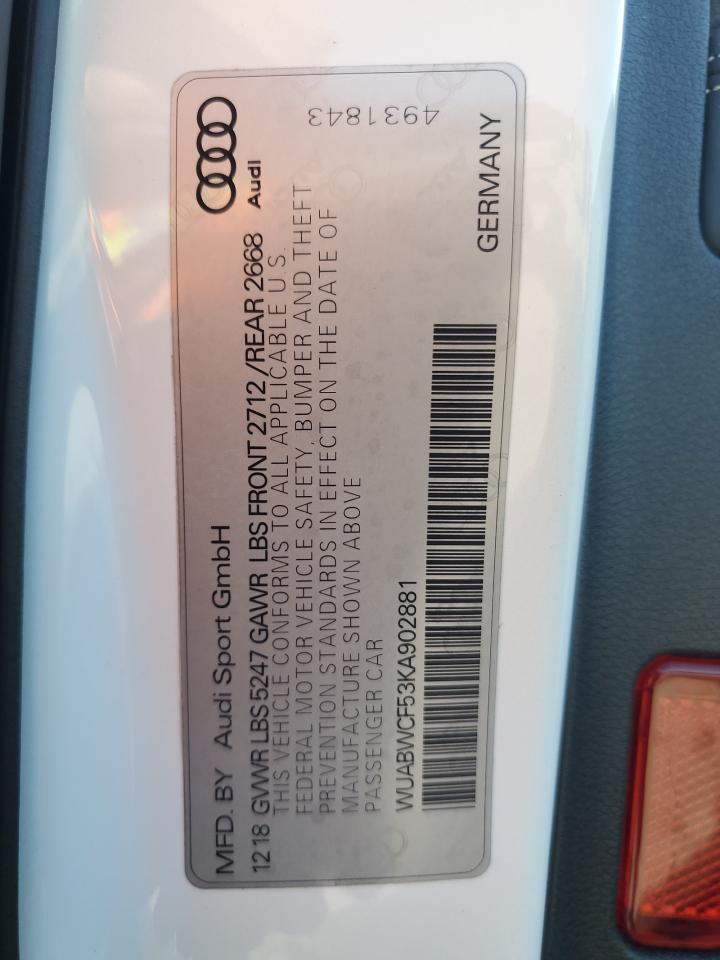 MFD. BY Audi Sport GmbH
Audi
12 18 GVWR LBS 5247 GAWR LBS FRONT 2712 /REAR 2668
THIS VEHICLE CONFORMS TO ALL APPLICABLE U.S.
FEDERAL MOTOR VEHICLE SAFETY, BUMPER AND THEFT
PREVENTION STANDARDS IN EFFECT ON THE DATE OF
MANUFACTURE SHOWN ABOVE
PASSENGER CAR
4931843
WUABWCF53KA902881
GERMANY